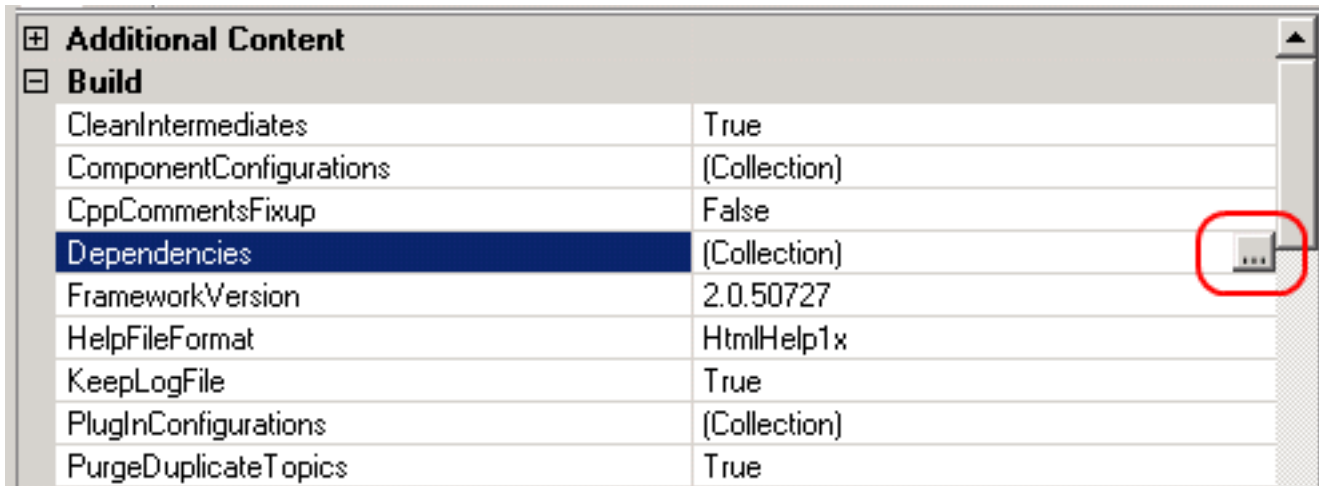 Additional Content
Build
CleanIntermediates True
ComponentConfigurations (Collection)
CppCommentsFixup False
Dependencies (Collection) ...
FrameworkVersion 2.0.50727
HelpFileFormat HtmlHelp1x
KeepLogFile True
PlugInConfigurations (Collection)
PurgeDuplicateTopics True